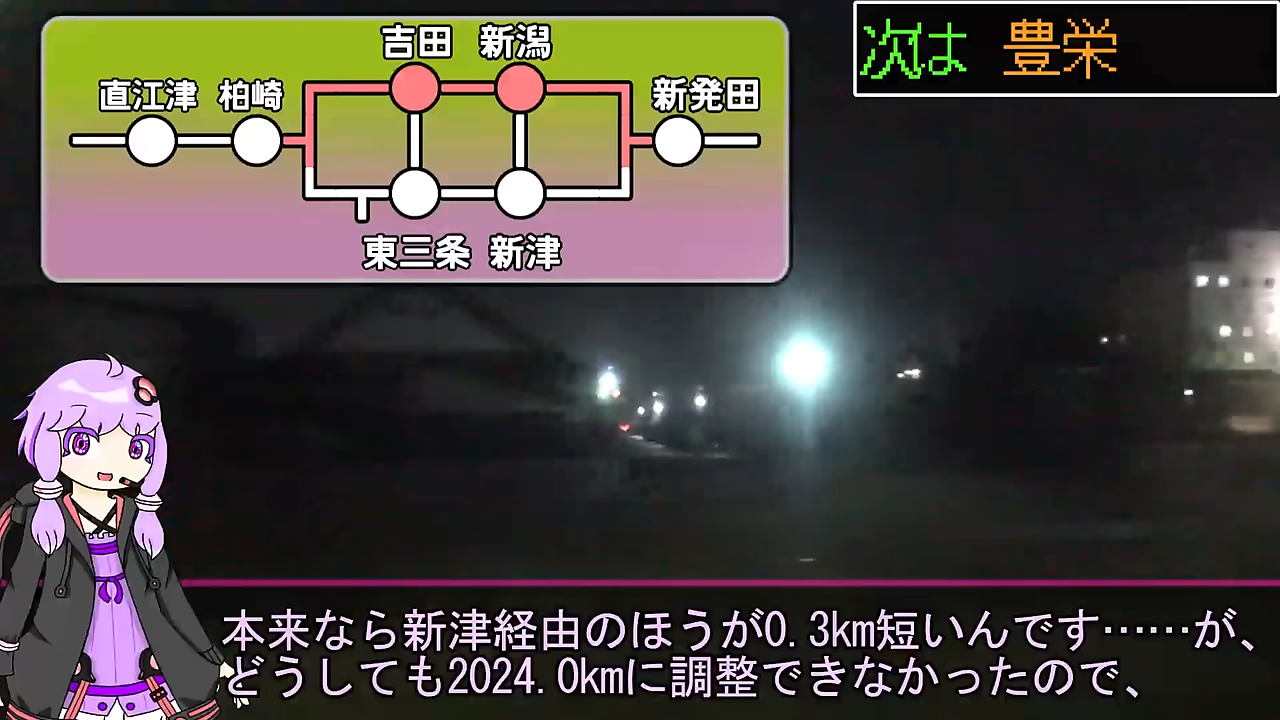 次は 豊栄
吉田 新潟
直江津 柏崎 新発田
東三条 新津
本来なら新津経由のほうが0.3km短いんです……が、
どうしても2024.0kmに調整できなかったので、